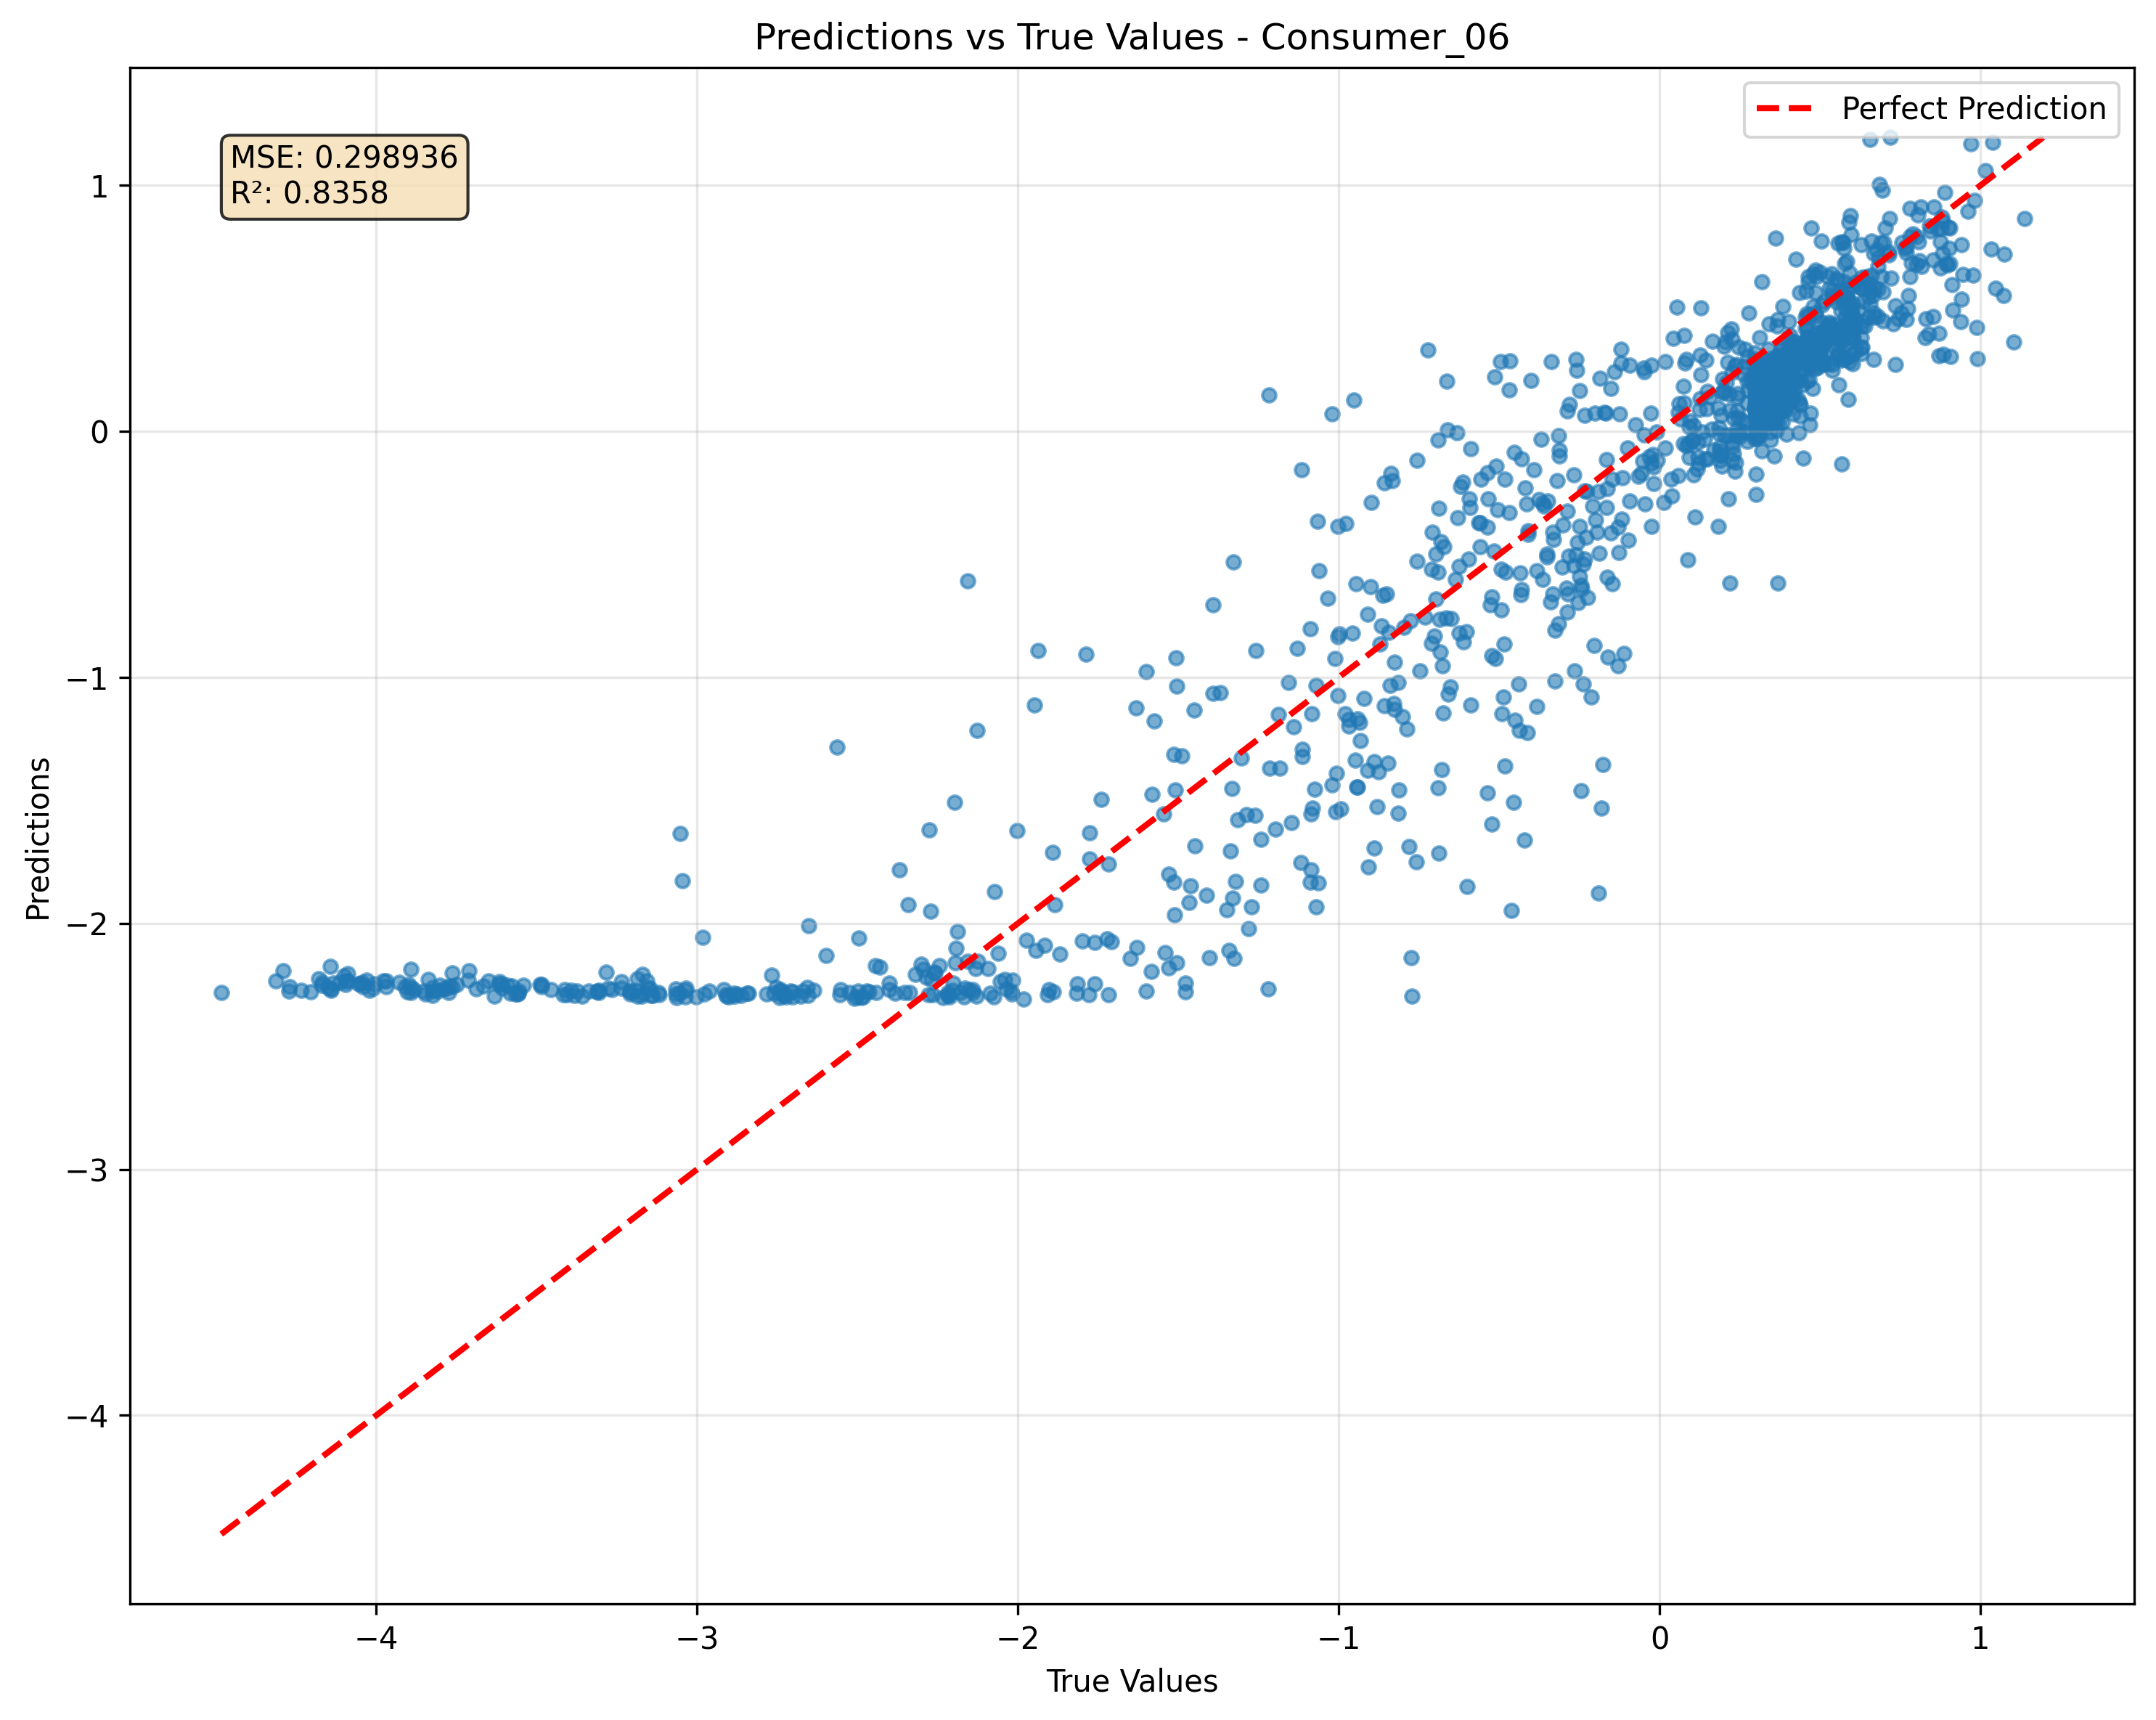 Predictions vs True Values - Consumer_06
Perfect Prediction
MSE: 0.298936
R²: 0.8358
1
0
−1
−2
−3
−4
Predictions
−4 −3 −2 −1 0 1
True Values